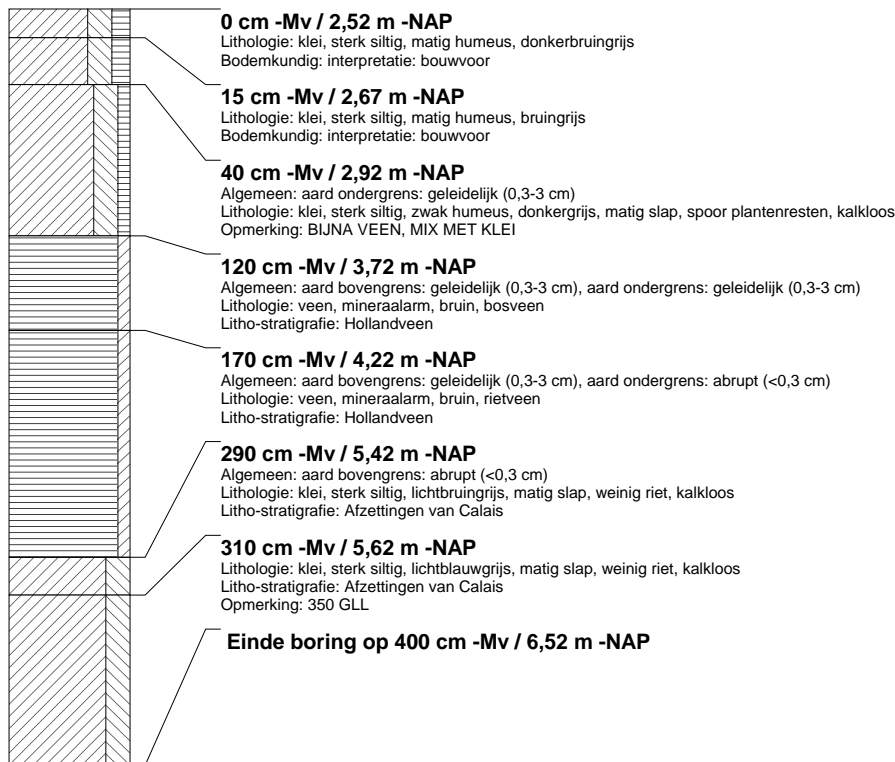 0 cm -Mv / 2,52 m -NAP
Lithologie: klei, sterk siltig, matig humeus, donkerbruingrijs
Bodemkundig: interpretatie: bouwvoor
15 cm -Mv / 2,67 m -NAP
Lithologie: klei, sterk siltig, matig humeus, bruingrijs
Bodemkundig: interpretatie: bouwvoor
40 cm -Mv / 2,92 m -NAP
Algemeen: aard ondergrens: geleidelijk (0,3-3 cm)
Lithologie: klei, sterk siltig, zwak humeus, donkergrijs, matig slap, spoor plantenresten, kalkloos
Opmerking: BIJNA VEEN, MIX MET KLEI
120 cm -Mv / 3,72 m -NAP
Algemeen: aard bovengrens: geleidelijk (0,3-3 cm), aard ondergrens: geleidelijk (0,3-3 cm)
Lithologie: veen, mineraalarm, bruin, bosveen
Litho-stratigrafie: Hollandveen
170 cm -Mv / 4,22 m -NAP
Algemeen: aard bovengrens: geleidelijk (0,3-3 cm), aard ondergrens: abrupt (<0,3 cm)
Lithologie: veen, mineraalarm, bruin, rietveen
Litho-stratigrafie: Hollandveen
290 cm -Mv / 5,42 m -NAP
Algemeen: aard bovengrens: abrupt (<0,3 cm)
Lithologie: klei, sterk siltig, lichtbruingrijs, matig slap, weinig riet, kalkloos
Litho-stratigrafie: Afzettingen van Calais
310 cm -Mv / 5,62 m -NAP
Lithologie: klei, sterk siltig, lichtblauwgrijs, matig slap, weinig riet, kalkloos
Litho-stratigrafie: Afzettingen van Calais
Opmerking: 350 GLL
Einde boring op 400 cm -Mv / 6,52 m -NAP